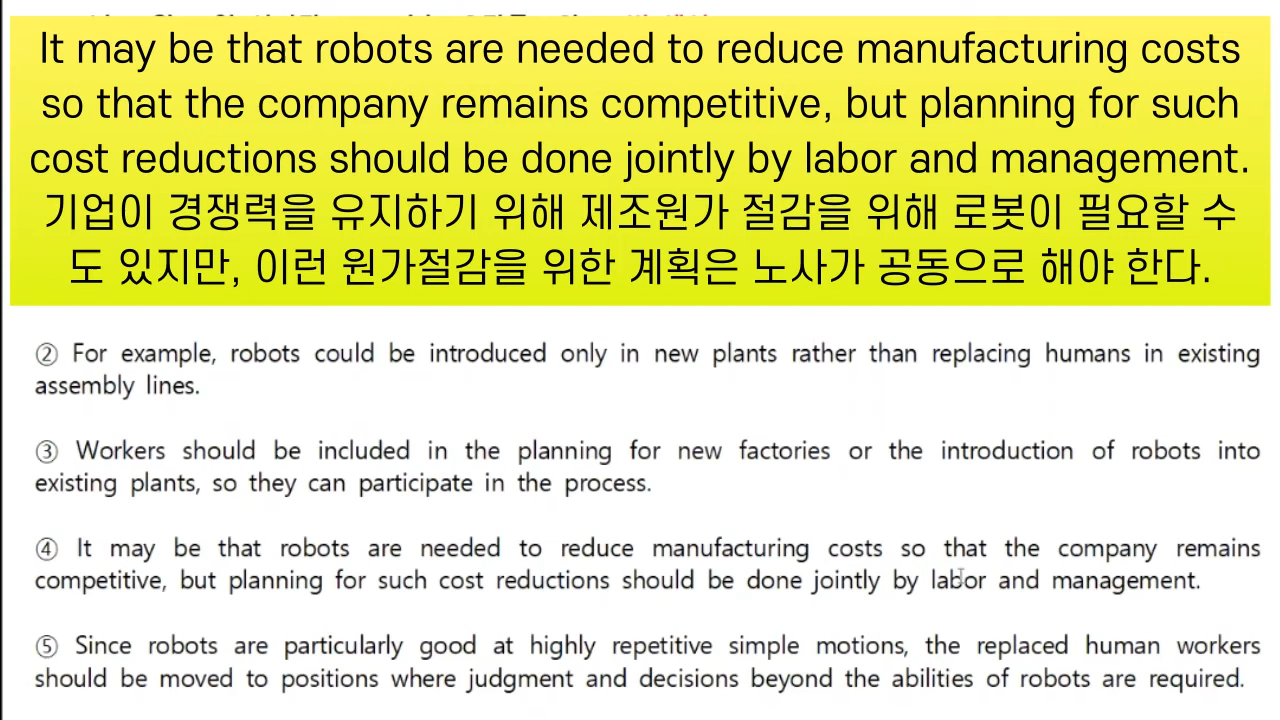 It may be that robots are needed to reduce manufacturing costs
so that the company remains competitive, but planning for such
cost reductions should be done jointly by labor and management.
기업이 경쟁력을 유지하기 위해 제조원가 절감을 위해 로봇이 필요할 수
도 있지만, 이런 원가절감을 위한 계획은 노사가 공동으로 해야 한다.
② For example, robots could be introduced only in new plants rather than replacing humans in existing
assembly lines.
③ Workers should be included in the planning for new factories or the introduction of robots into
existing plants, so they can participate in the process.
④ It may be that robots are needed to reduce manufacturing costs so that the company remains
competitive, but planning for such cost reductions should be done jointly by labor and management.
⑤ Since robots are particularly good at highly repetitive simple motions, the replaced human workers
should be moved to positions where judgment and decisions beyond the abilities of robots are required.